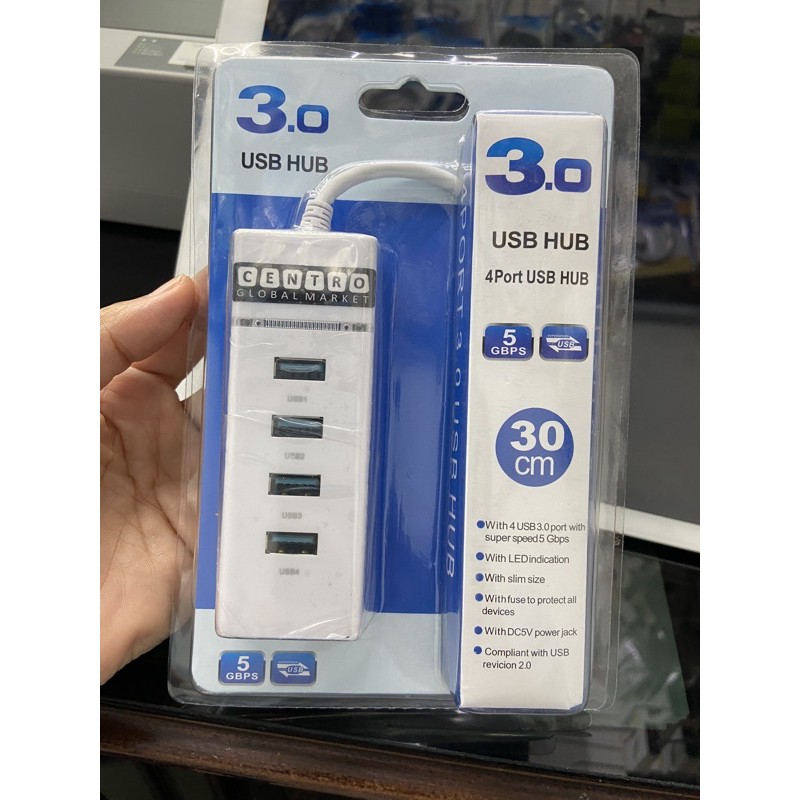 3.0
USB HUB
CENTRO
GLOBAL MARKET
USB1
USB2
USB3
USB4
5
GBPS
USB
PORT 3.0 USB HUB
3.0
USB HUB
4Port USB HUB
5
GBPS
USB
30
cm
With 4 USB 3.0 port with
super speed 5 Gbps
With LED indication
With slim size
With fuse to protect all
devices
With DC5V power jack
Compliant with USB
revicion 2.0